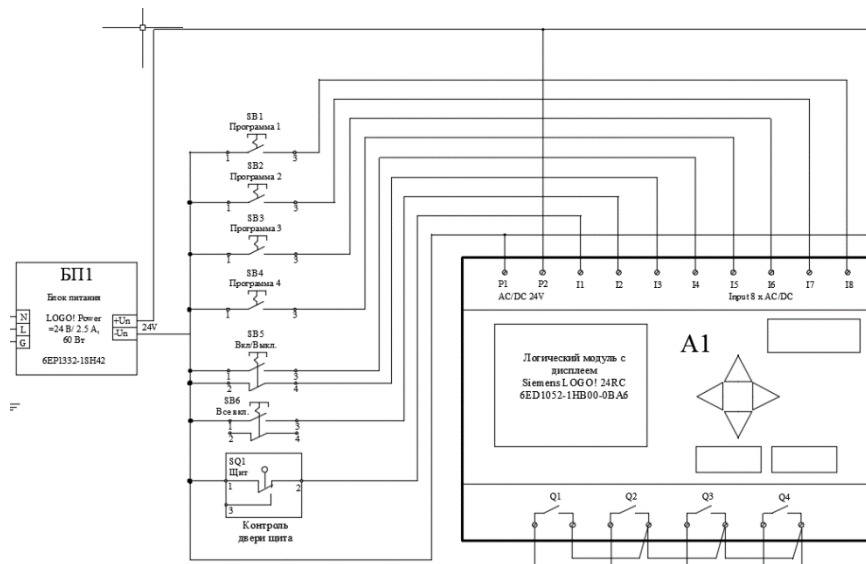 SB1
Программа 1
1 3
SB2
Программа 2
1 3
SB3
Программа 3
1 3
SB4
Программа 4
1 3
SB5
Вкл/Выкл.
1 3
2 4
SB6
Все вкл.
1 3
2 4
SQ1
Щит
1 2
3
Контроль
двери щита
БП1
Блок питания
LOGO! Power
=24 В/ 2.5 А,
60 Вт
6EP1332-1SH42
N
L
G
+Un
-Un
24V
P1 P2 I1 I2 I3 I4 I5 I6 I7 I8
AC/DC 24V Input 8 x AC/DC
A1
Логический модуль с
дисплеем
Siemens LOGO! 24RC
6ED1052-1HB00-0BA6
Q1 Q2 Q3 Q4